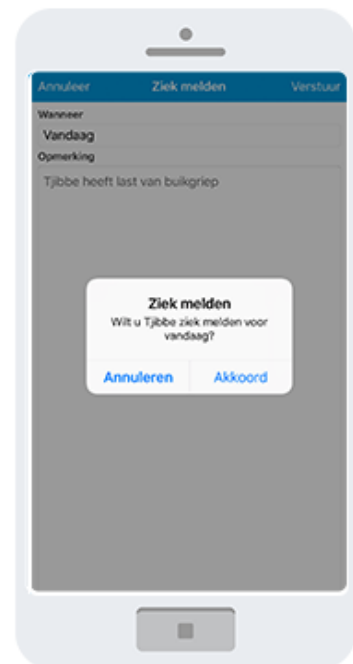 Annuleer Ziek melden Verstuur
Wanneer
Vandaag
Opmerking
Tjibbe heeft last van buikgriep
Ziek melden
Wilt u Tjibbe ziek melden voor
vandaag?
Annuleren Akkoord